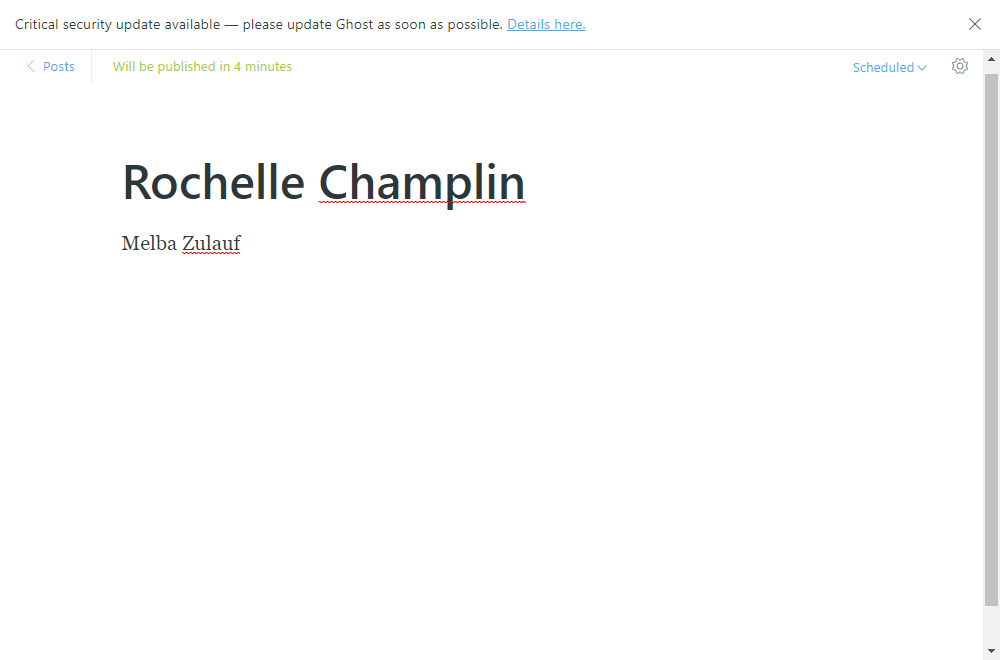 Critical security update available — please update Ghost as soon as possible. Details here.
Posts
Will be published in 4 minutes
Scheduled
Rochelle Champlin
Melba Zulauf